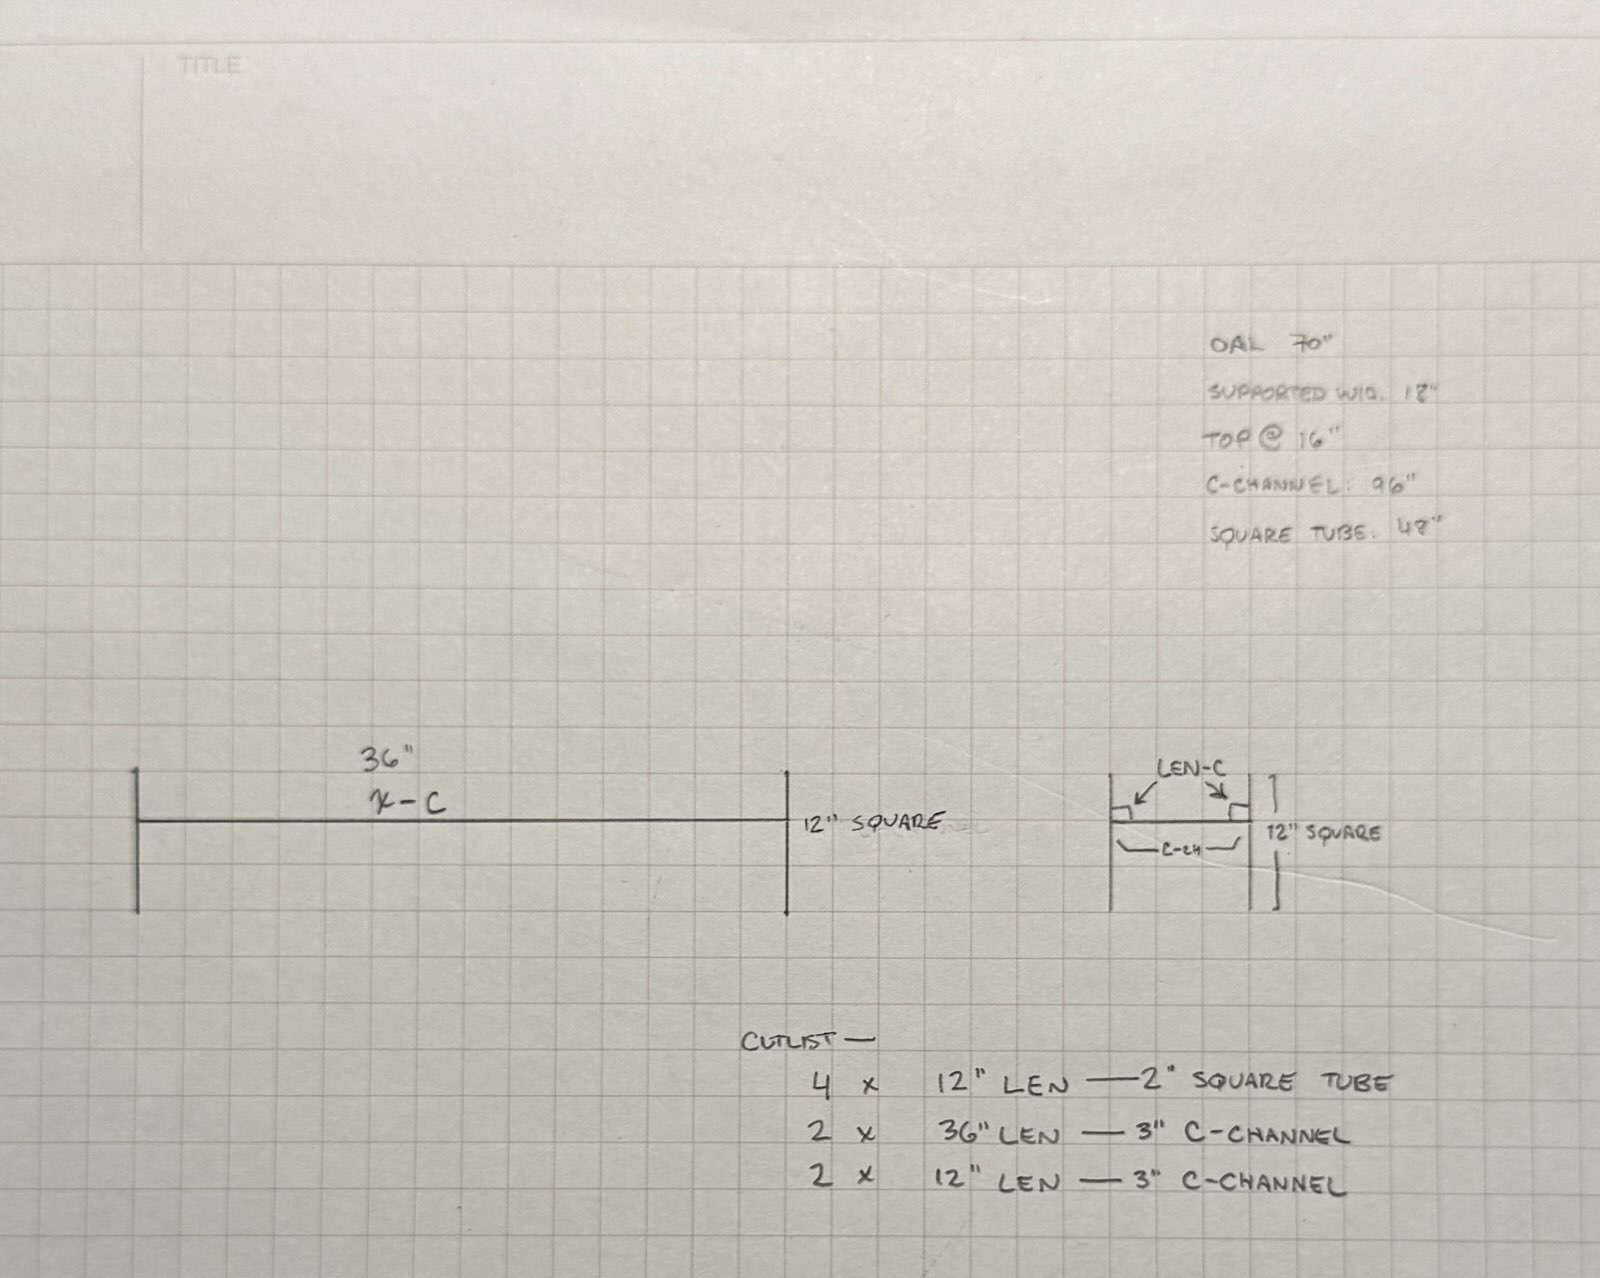 TITLE
OAL 70"
SUPPORTED WID. 18"
TOP @ 16"
C-CHANNEL: 96"
SQUARE TUBE: 48"
36"
X-C
12" SQUARE
LEN-C
C-CH
12" SQUARE
CUTLIST —
4 x 12" LEN — 2" SQUARE TUBE
2 x 36" LEN — 3" C-CHANNEL
2 x 12" LEN — 3" C-CHANNEL